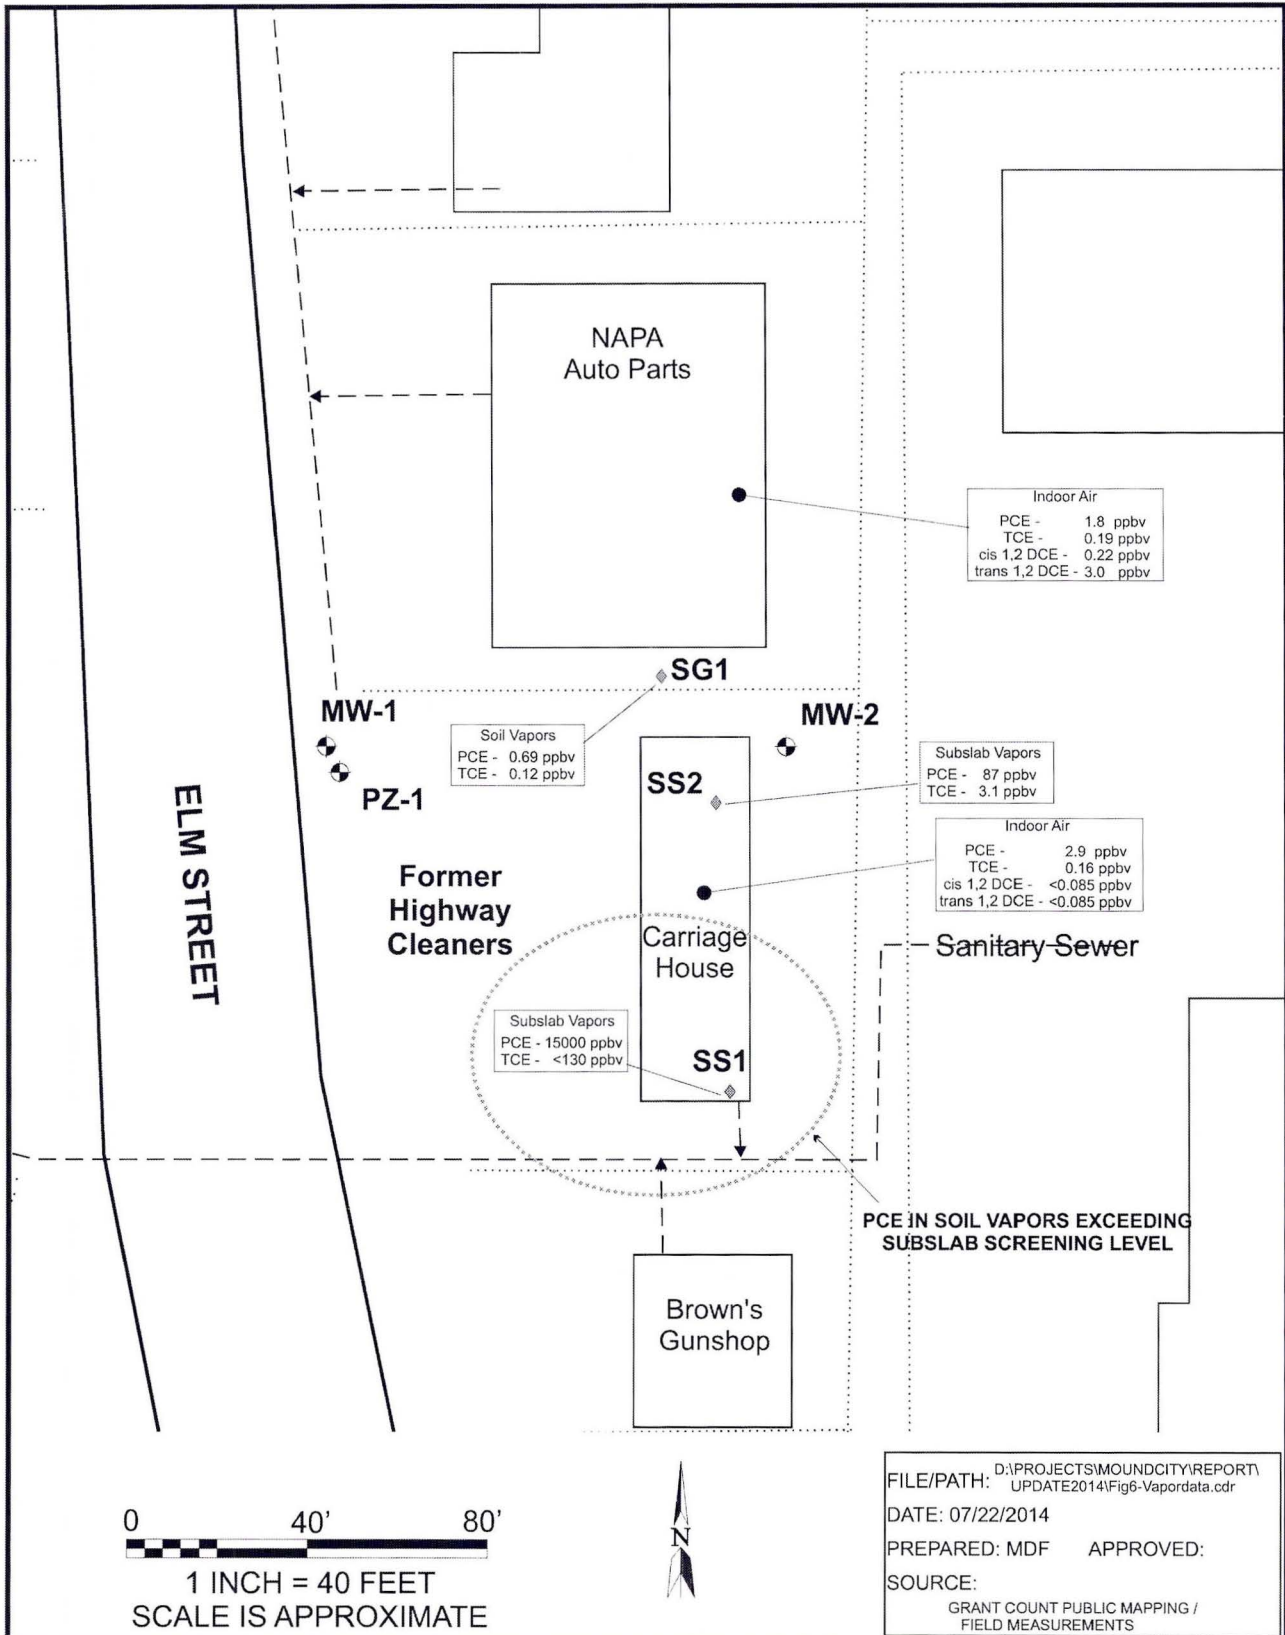 NAPA
Auto Parts
Indoor Air
PCE - 1.8 ppbv
TCE - 0.19 ppbv
cis 1,2 DCE - 0.22 ppbv
trans 1,2 DCE - 3.0 ppbv
SG1
MW-1
MW-2
Soil Vapors
PCE - 0.69 ppbv
TCE - 0.12 ppbv
Subslab Vapors
PCE - 87 ppbv
TCE - 3.1 ppbv
SS2
PZ-1
ELM STREET
Indoor Air
PCE - 2.9 ppbv
TCE - 0.16 ppbv
cis 1,2 DCE - <0.085 ppbv
trans 1,2 DCE - <0.085 ppbv
Former
Highway
Cleaners
Carriage
House
Sanitary Sewer
Subslab Vapors
PCE - 15000 ppbv
TCE - <130 ppbv
SS1
PCE IN SOIL VAPORS EXCEEDING
SUBSLAB SCREENING LEVEL
Brown's
Gunshop
0 40' 80'
1 INCH = 40 FEET
SCALE IS APPROXIMATE
N
FILE/PATH: D:\PROJECTS\MOUNDCITY\REPORT\
UPDATE2014\Fig6-Vapordata.cdr
DATE: 07/22/2014
PREPARED: MDF APPROVED:
SOURCE:
GRANT COUNT PUBLIC MAPPING /
FIELD MEASUREMENTS